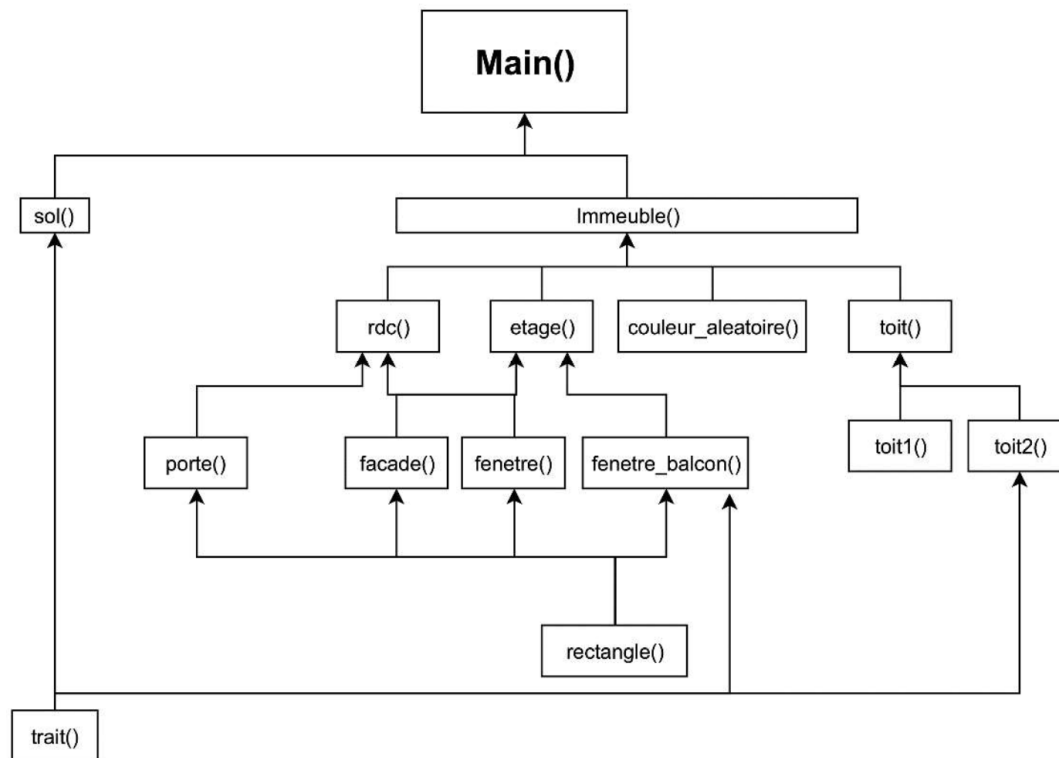 Main()
sol()
Immeuble()
rdc()
etage()
couleur_aleatoire()
toit()
porte()
facade()
fenetre()
fenetre_balcon()
toit1()
toit2()
rectangle()
trait()